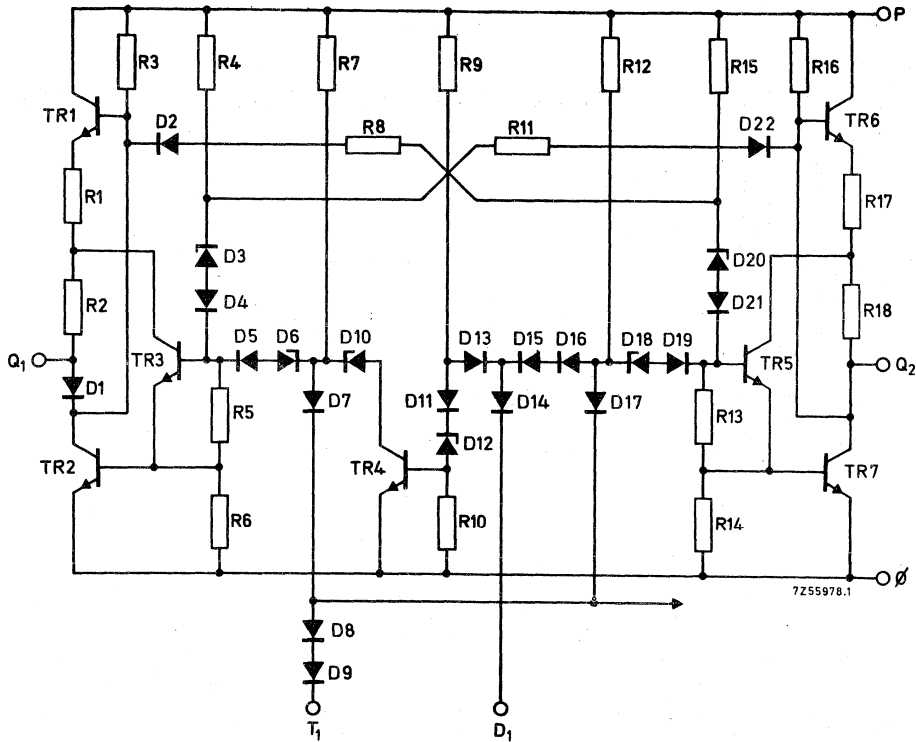 P
R3 R4 R7 R9 R12 R15 R16
TR1 TR6
D2 R8 R11 D22
R1 R17
D3 D20
R2 D4 D21 R18
Q1 TR3 D5 D6 D10 D13 D15 D16 D18 D19 TR5 Q2
D1 R5 D7 D11 D14 D17 R13
TR2 TR4 D12 TR7
R6 R10 R14
Ø
7Z55978.1
D8
D9
T1 D1